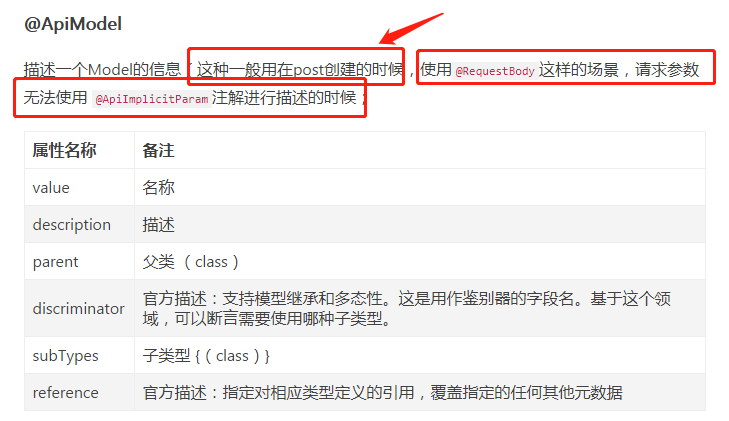 @ApiModel
描述一个Model的信息（这种一般用在post创建的时候，使用 @RequestBody 这样的场景，请求参数
无法使用 @ApiImplicitParam 注解进行描述的时候；
属性名称 备注
value 名称
description 描述
parent 父类 （class）
discriminator 官方描述：支持模型继承和多态性。这是用作鉴别器的字段名。基于这个领
域，可以断言需要使用哪种子类型。
subTypes 子类型 {（class）}
reference 官方描述：指定对相应类型定义的引用，覆盖指定的任何其他元数据